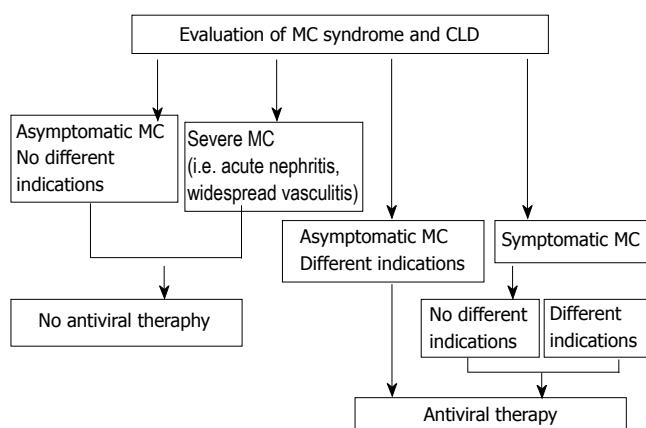 Evaluation of MC syndrome and CLD
Asymptomatic MC
No different
indications
Severe MC
(i.e. acute nephritis,
widespread vasculitis)
Asymptomatic MC
Different indications
Symptomatic MC
No antiviral theraphy
No different
indications
Different
indications
Antiviral therapy